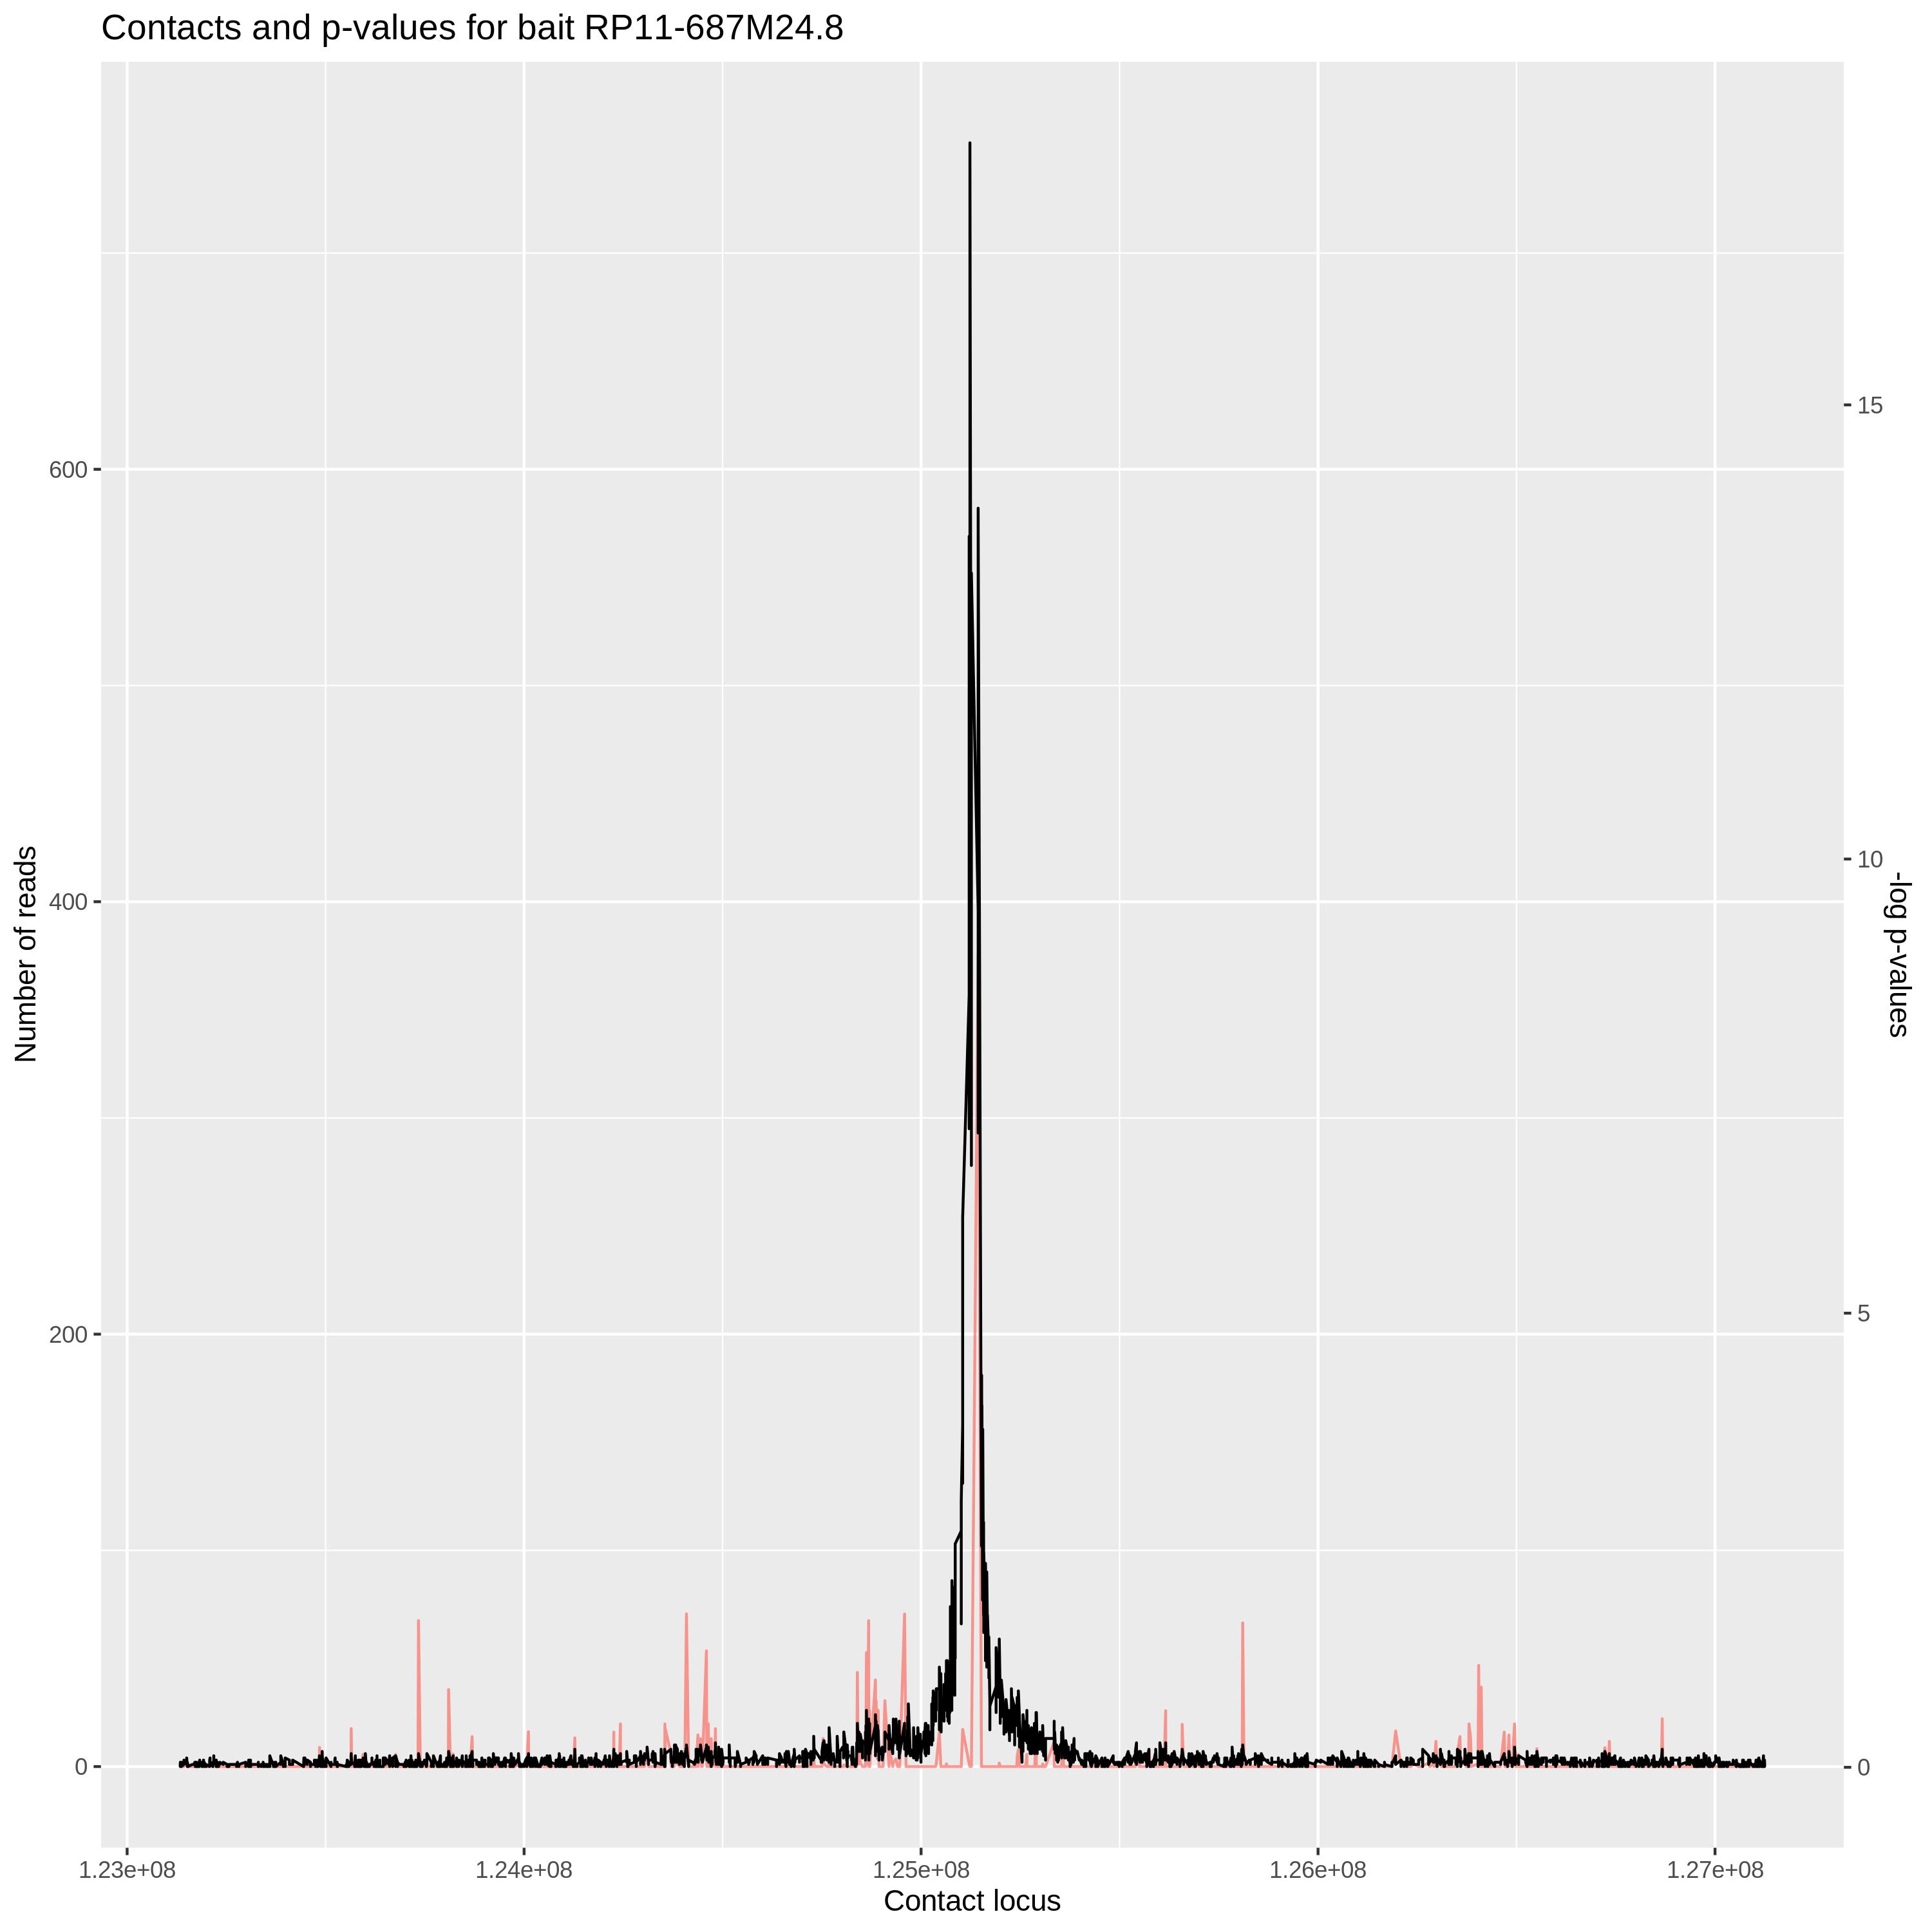 Contacts and p-values for bait RP11-687M24.8
600
400
200
0
Number of reads
15
10
5
0
-log p-values
1.23e+08
1.24e+08
1.25e+08
1.26e+08
1.27e+08
Contact locus